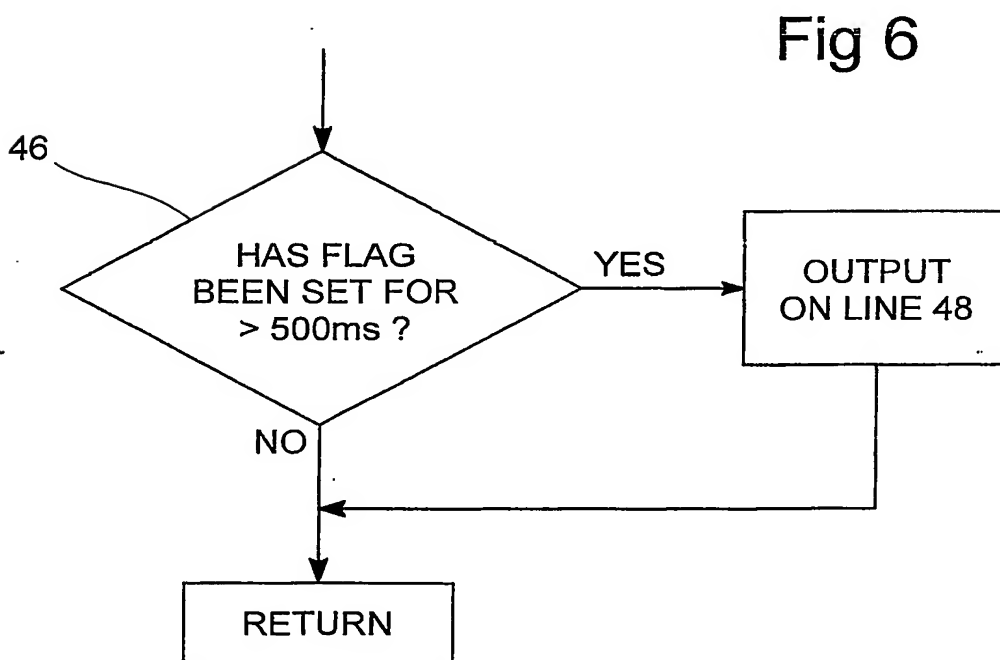 Fig 6
46
HAS FLAG
BEEN SET FOR
> 500ms ?
YES
OUTPUT
ON LINE 48
NO
RETURN